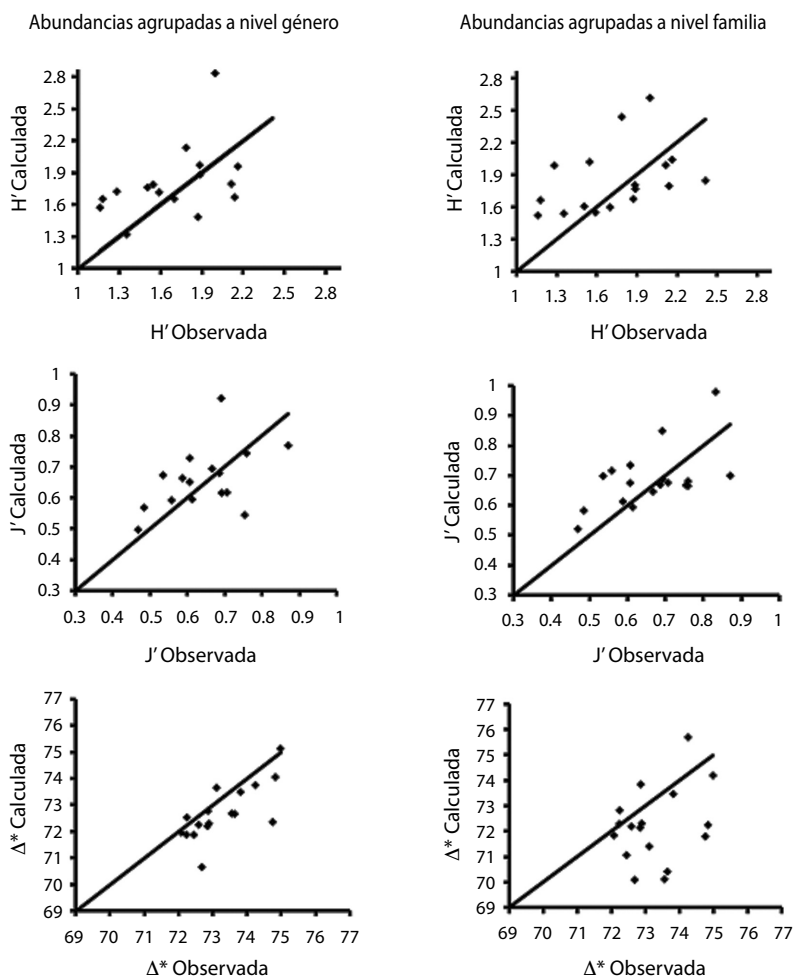 Abundancias agrupadas a nivel género
Abundancias agrupadas a nivel familia
H’ Calculada
2.8
2.5
2.2
1.9
1.6
1.3
1
1 1.3 1.6 1.9 2.2 2.5 2.8
H’ Observada
H’ Calculada
2.8
2.5
2.2
1.9
1.6
1.3
1
1 1.3 1.6 1.9 2.2 2.5 2.8
H’ Observada
J’ Calculada
1
0.9
0.8
0.7
0.6
0.5
0.4
0.3
0.3 0.4 0.5 0.6 0.7 0.8 0.9 1
J’ Observada
J’ Calculada
1
0.9
0.8
0.7
0.6
0.5
0.4
0.3
0.3 0.4 0.5 0.6 0.7 0.8 0.9 1
J’ Observada
Δ* Calculada
77
76
75
74
73
72
71
70
69
69 70 71 72 73 74 75 76 77
Δ* Observada
Δ* Calculada
77
76
75
74
73
72
71
70
69
69 70 71 72 73 74 75 76 77
Δ* Observada